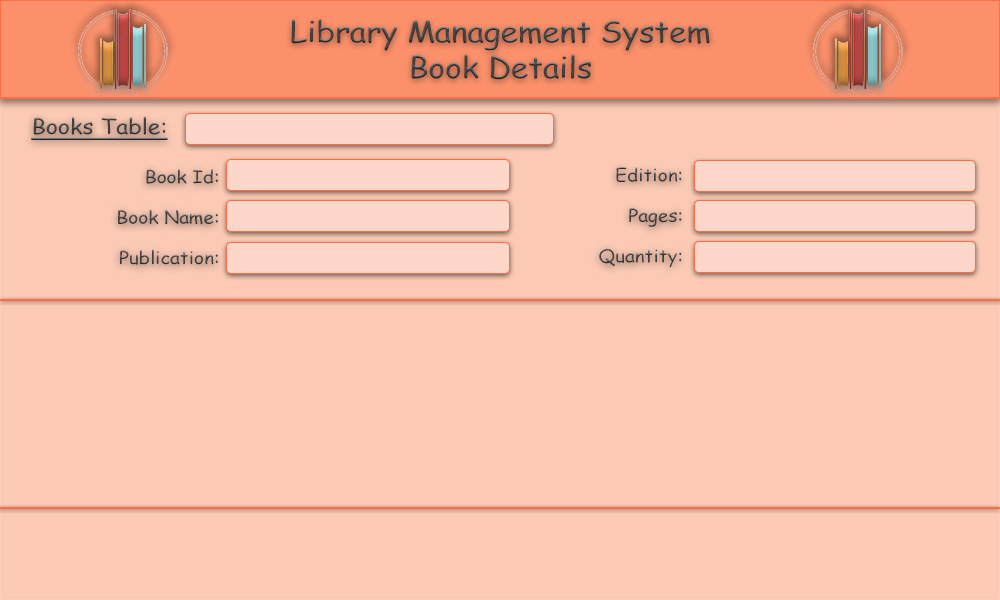 Library Management System
Book Details
Books Table:
Book Id:
Edition:
Book Name:
Pages:
Publication:
Quantity: